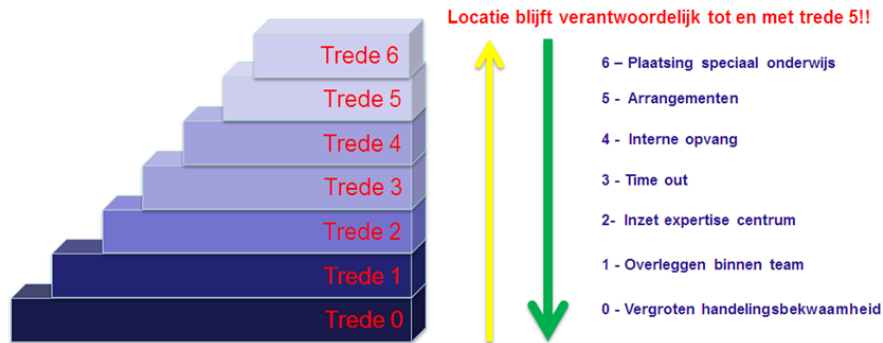 Locatie blijft verantwoordelijk tot en met trede 5!!
Trede 6
Trede 5
Trede 4
Trede 3
Trede 2
Trede 1
Trede 0
6 – Plaatsing speciaal onderwijs
5 - Arrangementen
4 - Interne opvang
3 - Time out
2- Inzet expertise centrum
1 - Overleggen binnen team
0 - Vergroten handelingsbekwaamheid